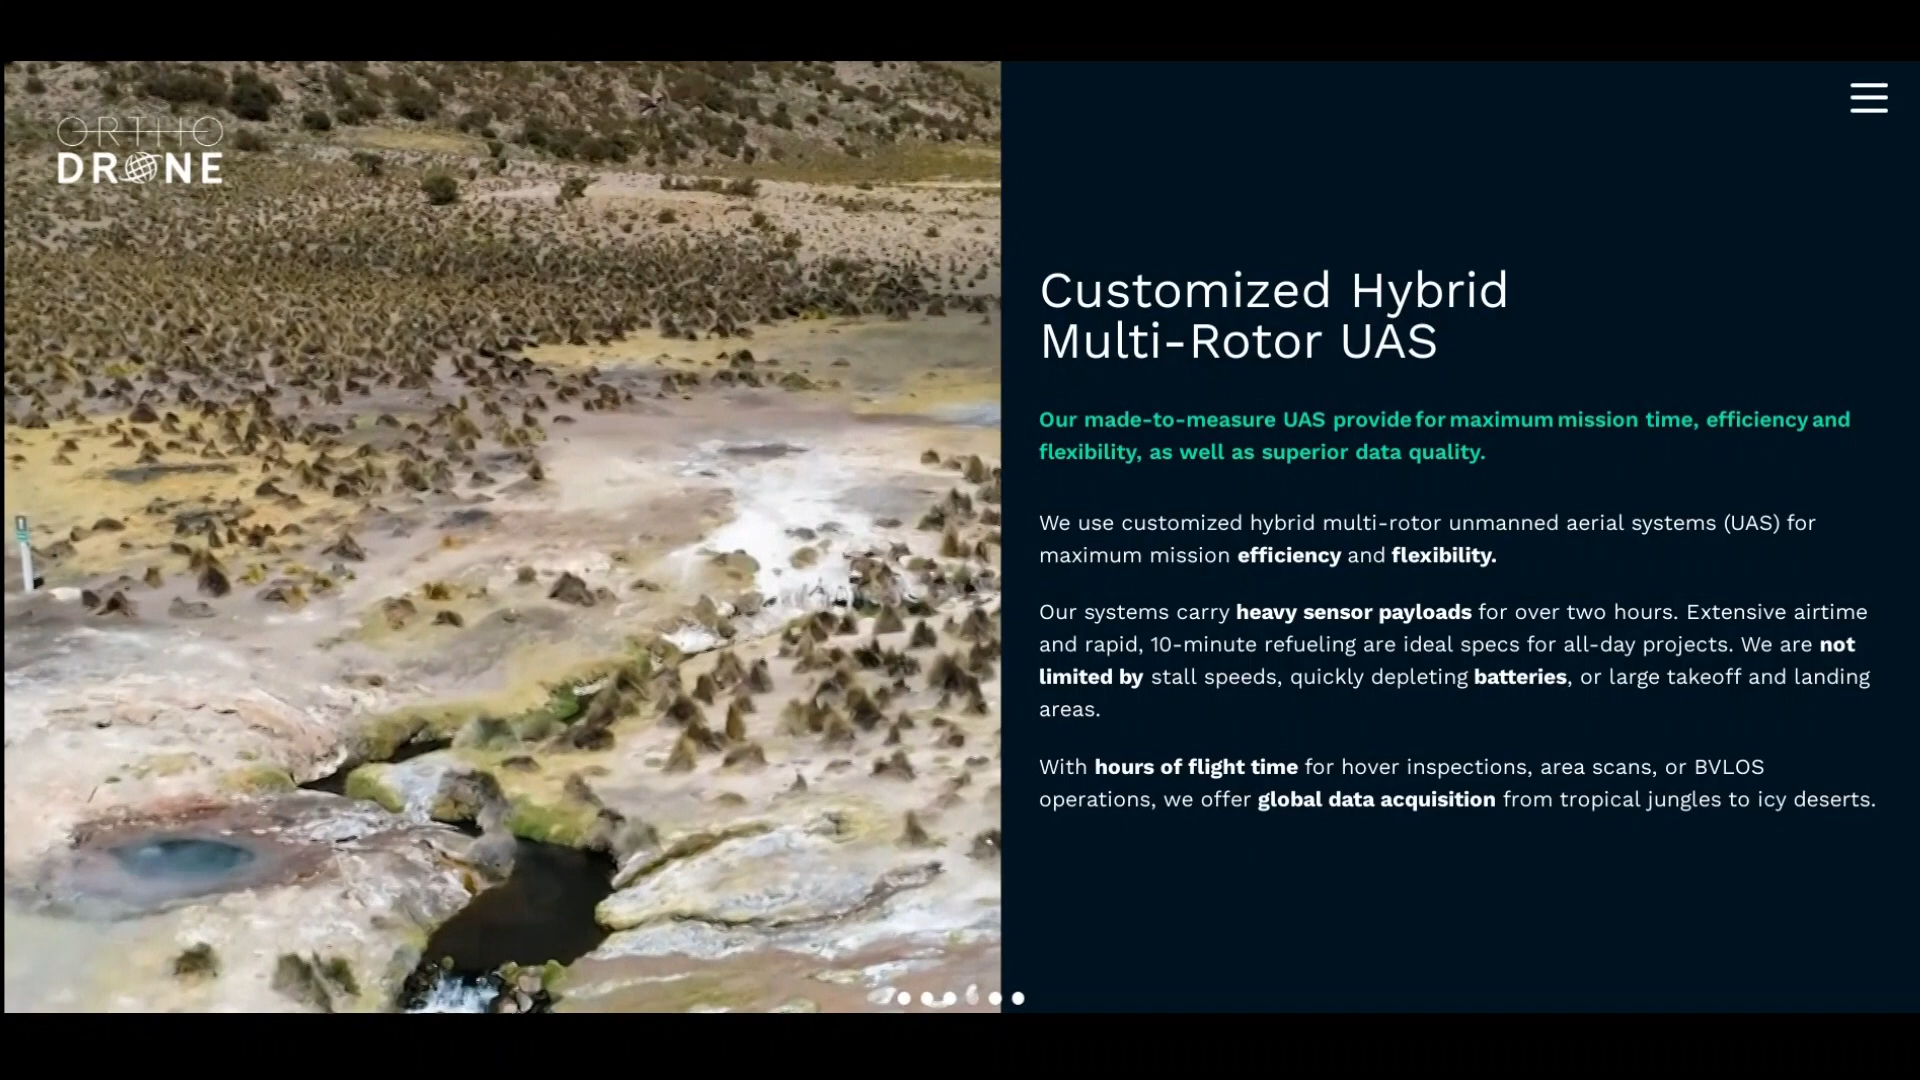 ORTHO
DRONE
Customized Hybrid
Multi-Rotor UAS
Our made-to-measure UAS provide for maximum mission time, efficiency and
flexibility, as well as superior data quality.
We use customized hybrid multi-rotor unmanned aerial systems (UAS) for
maximum mission efficiency and flexibility.
Our systems carry heavy sensor payloads for over two hours. Extensive airtime
and rapid, 10-minute refueling are ideal specs for all-day projects. We are not
limited by stall speeds, quickly depleting batteries, or large takeoff and landing
areas.
With hours of flight time for hover inspections, area scans, or BVLOS
operations, we offer global data acquisition from tropical jungles to icy deserts.